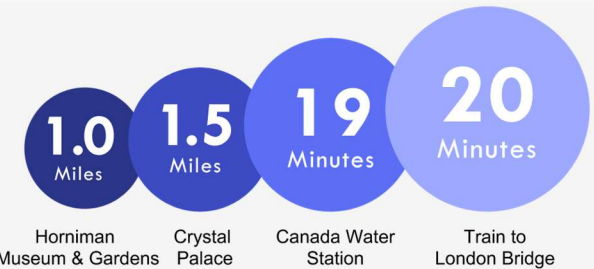 1.0
Miles
1.5
Miles
19
Minutes
20
Minutes
Horniman
Museum & Gardens
Crystal
Palace
Canada Water
Station
Train to
London Bridge